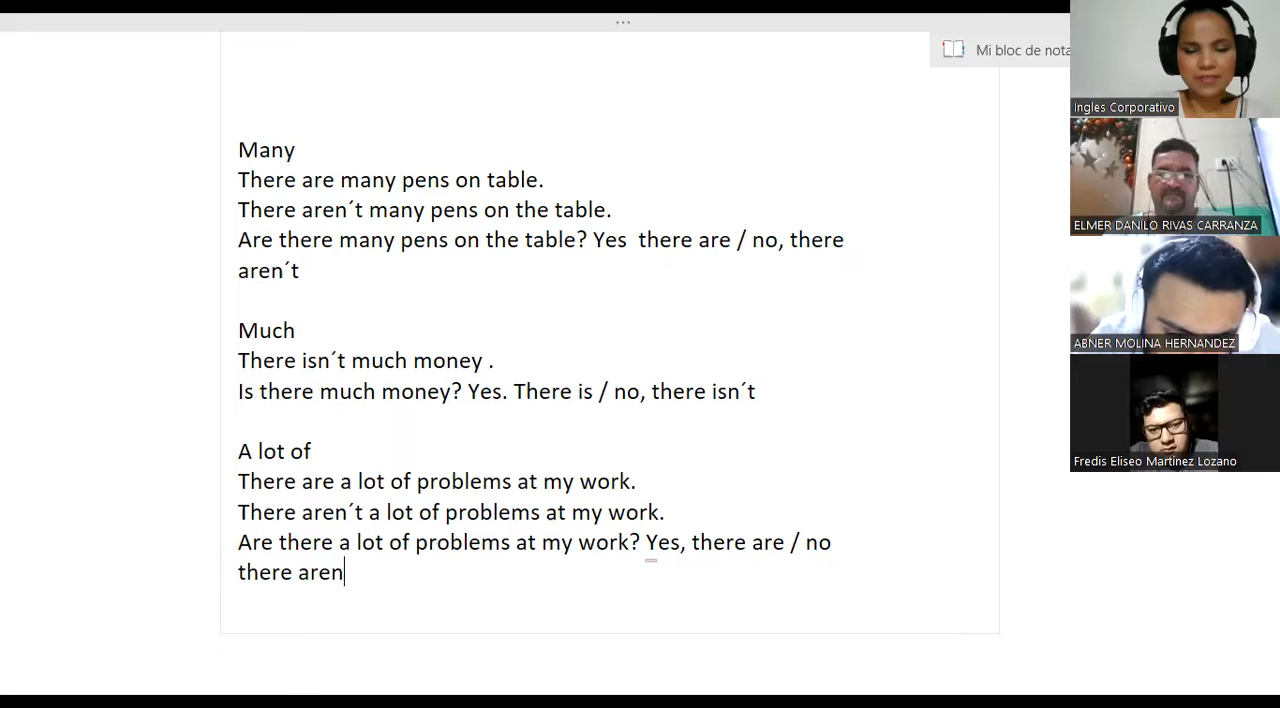 ...
Mi bloc de nota
Many
There are many pens on table.
There aren´t many pens on the table.
Are there many pens on the table? Yes  there are / no, there
aren´t
Much
There isn´t much money .
Is there much money? Yes. There is / no, there isn´t
A lot of
There are a lot of problems at my work.
There aren´t a lot of problems at my work.
Are there a lot of problems at my work? Yes, there are / no
there aren
Ingles Corporativo
ELMER DANILO RIVAS CARRANZA
ABNER MOLINA HERNANDEZ
Fredis Eliseo Martinez Lozano